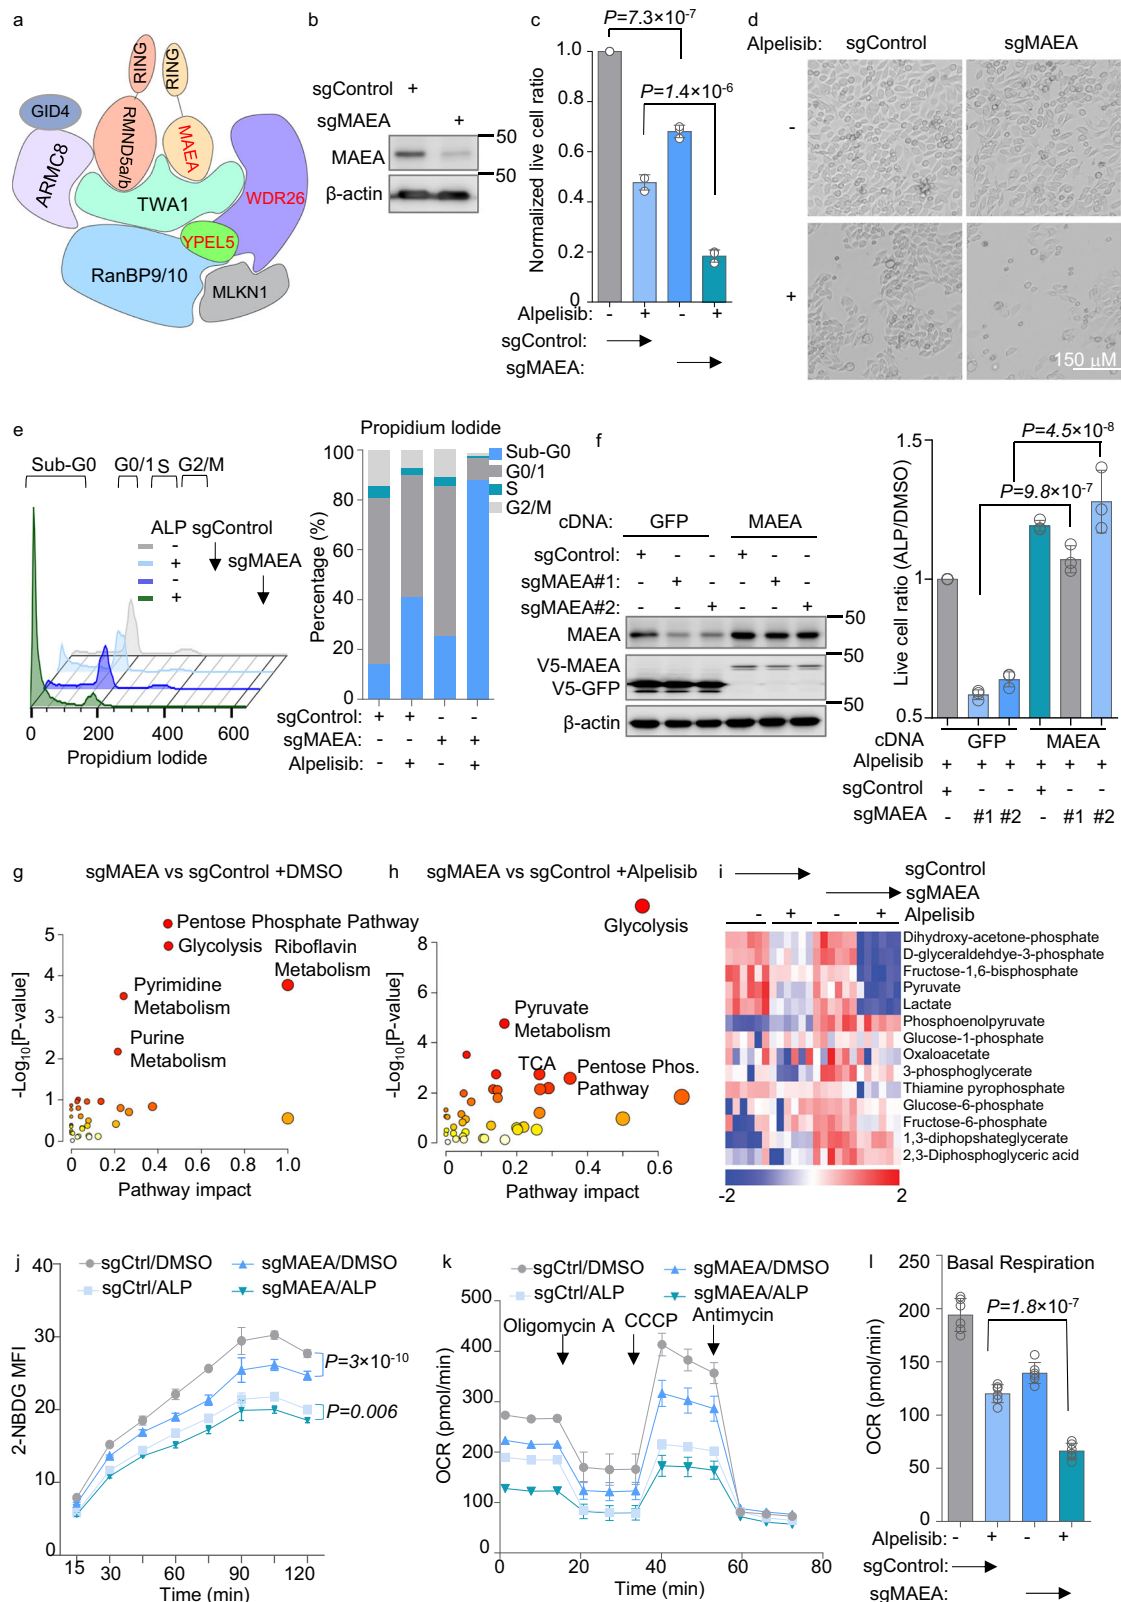 a
GID4
ARMC8
RMND5a/b
RING
RING
MAEA
TWA1
WDR26
YPEL5
RanBP9/10
MLKN1
b
sgControl +
sgMAEA +
MAEA
β-actin
50
50
c
P=7.3×10-7
P=1.4×10-6
Normalized live cell ratio
1.0
0.8
0.6
0.4
0.2
0
Alpelisib: - + - +
sgControl:
sgMAEA:
d
Alpelisib: sgControl sgMAEA
-
+
150 µM
e
Sub-G0 G0/1 S G2/M
ALP sgControl
sgMAEA
-
+
-
+
0 200 400 600
Propidium Iodide
Propidium Iodide
Sub-G0
G0/1
S
G2/M
Percentage (%)
100
80
60
40
20
0
sgControl: + + - -
sgMAEA: - - + +
Alpelisib: - + - +
f
cDNA: GFP MAEA
sgControl: + - - + - -
sgMAEA#1: - + - - + -
sgMAEA#2: - - + - - +
MAEA
V5-MAEA
V5-GFP
β-actin
50
50
50
P=4.5×10-8
P=9.8×10-7
Live cell ratio (ALP/DMSO)
1.5
1
0.5
cDNA GFP MAEA
Alpelisib + + + + + +
sgControl + - - + - -
sgMAEA - #1 #2 - #1 #2
g
sgMAEA vs sgControl +DMSO
Pentose Phosphate Pathway
Glycolysis
Riboflavin
Metabolism
Pyrimidine
Metabolism
Purine
Metabolism
-Log10[P-value]
5
4
3
2
1
0
0 0.2 0.4 0.6 0.8 1.0
Pathway impact
h
sgMAEA vs sgControl +Alpelisib
Glycolysis
Pyruvate
Metabolism
TCA
Pentose Phos.
Pathway
-Log10[P-value]
8
6
4
2
0
0 0.2 0.4 0.6
Pathway impact
i
sgControl
sgMAEA
- + - + Alpelisib
Dihydroxy-acetone-phosphate
D-glyceraldehdye-3-phosphate
Fructose-1,6-bisphosphate
Pyruvate
Lactate
Phosphoenolpyruvate
Glucose-1-phosphate
Oxaloacetate
3-phosphoglycerate
Thiamine pyrophosphate
Glucose-6-phosphate
Fructose-6-phosphate
1,3-diphopshateglycerate
2,3-Diphosphoglyceric acid
-2 2
j
sgCtrl/DMSO sgMAEA/DMSO
sgCtrl/ALP sgMAEA/ALP
P=3×10-10
P=0.006
2-NBDG MFI
40
30
20
10
0
15 30 60 90 120
Time (min)
k
sgCtrl/DMSO sgMAEA/DMSO
sgCtrl/ALP sgMAEA/ALP
Oligomycin A CCCP Antimycin
OCR (pmol/min)
500
400
300
200
100
0
0 20 40 60 80
Time (min)
l
Basal Respiration
P=1.8×10-7
OCR (pmol/min)
250
200
150
100
50
0
Alpelisib: - + - +
sgControl:
sgMAEA: